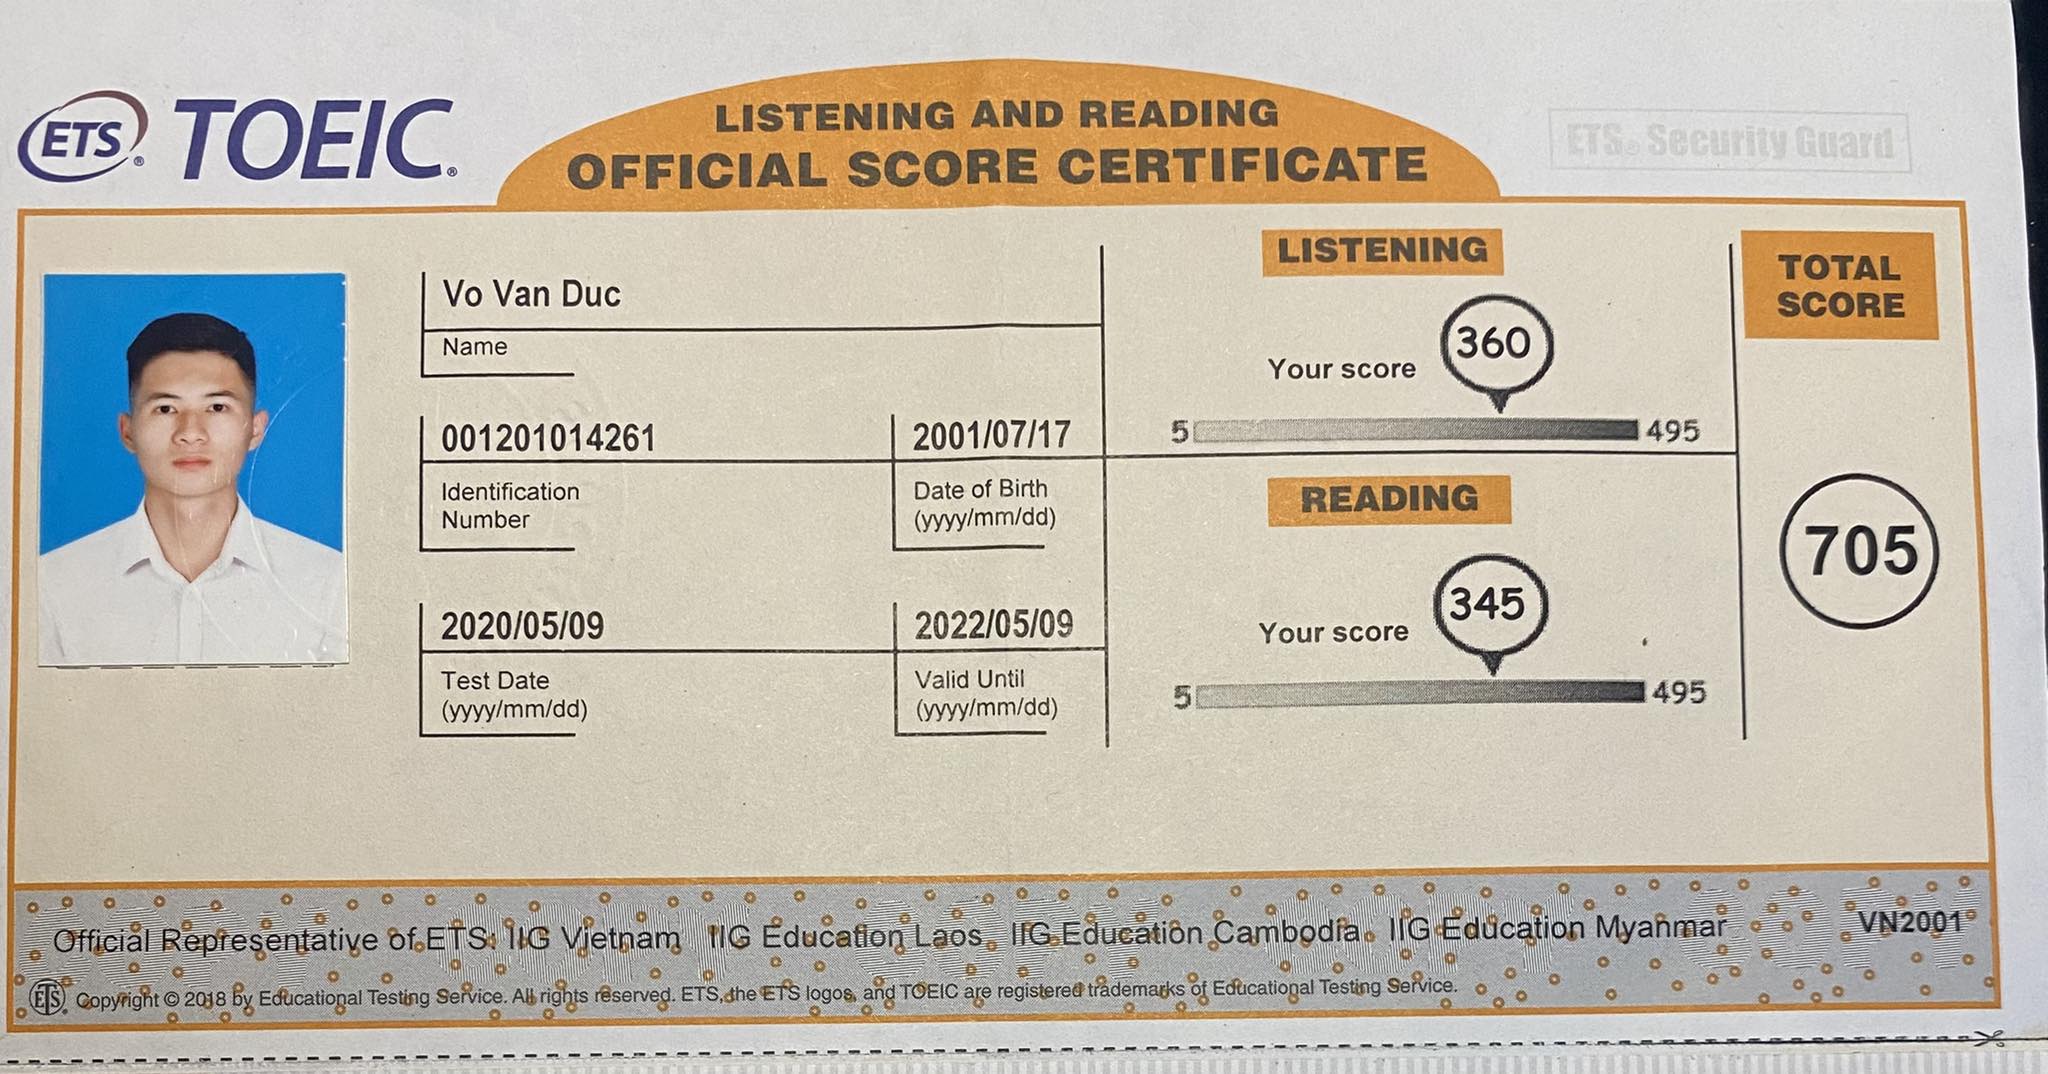 ETS® TOEIC®
LISTENING AND READING
OFFICIAL SCORE CERTIFICATE
ETS® Security Guard
Vo Van Duc
Name
001201014261
Identification
Number
2001/07/17
Date of Birth
(yyyy/mm/dd)
2020/05/09
Test Date
(yyyy/mm/dd)
2022/05/09
Valid Until
(yyyy/mm/dd)
LISTENING
Your score 360
5 495
READING
Your score 345
5 495
TOTAL
SCORE
705
Official Representative of ETS: IIG Vietnam IIG Education Laos IIG Education Cambodia IIG Education Myanmar VN2001
ETS® Copyright © 2018 by Educational Testing Service. All rights reserved. ETS, the ETS logos, and TOEIC are registered trademarks of Educational Testing Service.